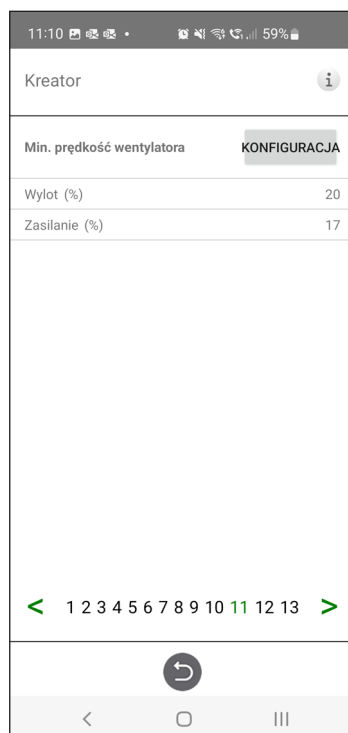 11:10 59%
Kreator i
Min. prędkość wentylatora KONFIGURACJA
Wylot (%) 20
Zasilanie (%) 17
< 1 2 3 4 5 6 7 8 9 10 11 12 13 >